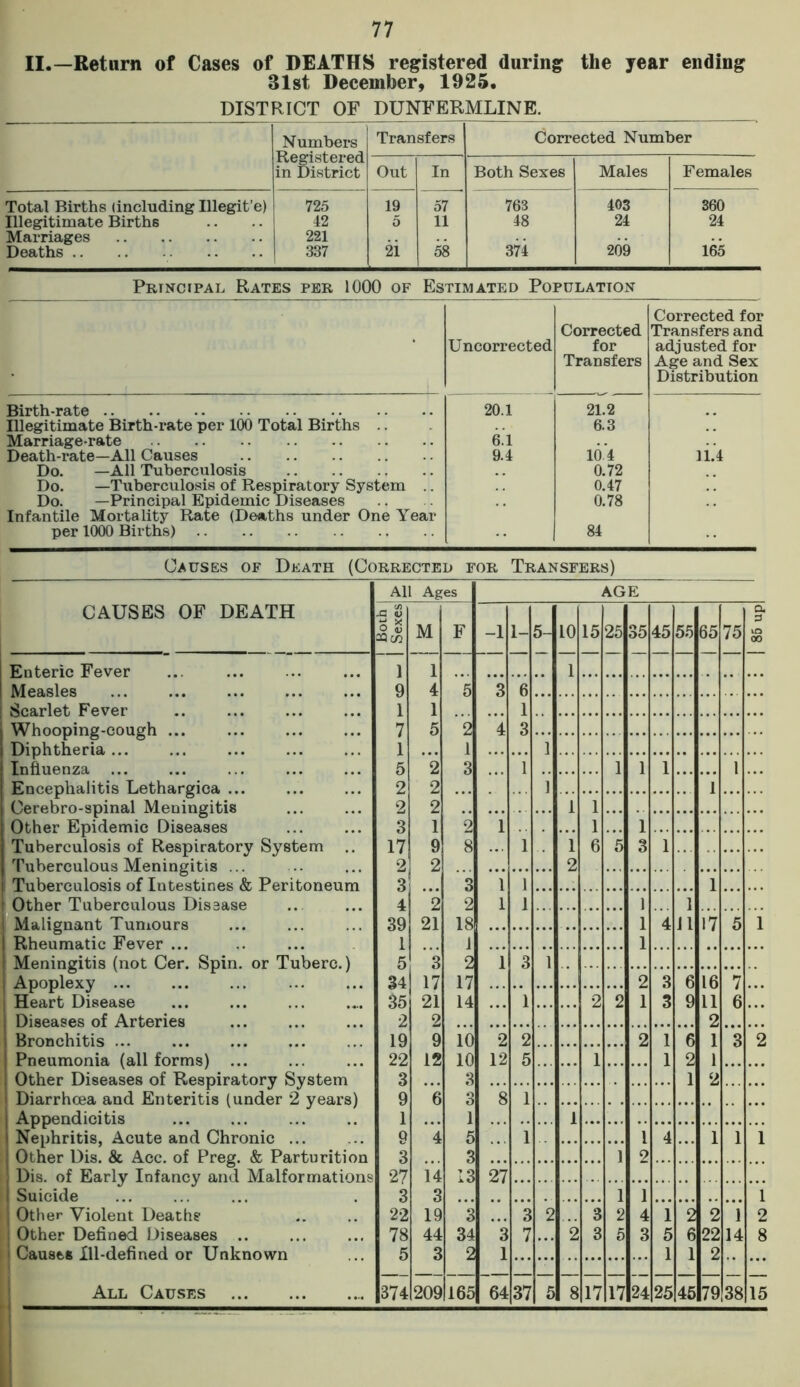 77
II.—Return of Cases of DEATHS registered during the year ending
31st December, 1925.
DISTRICT OF DUNFERMLINE.
Numbers Registered in District | Transfers | Corrected Number
Out | In | Both Sexes | Males | Females
Total Births (including Illegit'e) 725 19 57 763 403 360
Illegitimate Births .. .. 42 5 11 48 24 24
Marriages .. .. .. .. 221 .. .. .. .. ..
Deaths .. .. .. .. .. 337 21 58 374 209 165
PRINCIPAL RATES PER 1000 OF ESTIMATED POPULATION
Uncorrected | Corrected for Transfers | Corrected for Transfers and adjusted for Age and Sex Distribution
Birth-rate .. .. .. .. .. .. .. .. 20.1 21.2 ..
Illegitimate Birth-rate per 100 Total Births .. .. 6.3 ..
Marriage-rate .. .. .. .. .. .. .. 6.1 .. ..
Death-rate—All Causes .. .. .. .. .. 9.4 10.4 11.4
Do. —All Tuberculosis .. .. .. .. .. 0.72 ..
Do. —Tuberculosis of Respiratory System .. .. 0.47 ..
Do. —Principal Epidemic Diseases .. .. .. 0.78 ..
Infantile Mortality Rate (Deaths under One Year
per 1000 Births) .. .. .. .. .. .. .. 84 ..
CAUSES OF DEATH (CORRECTED FOR TRANSFERS)
CAUSES OF DEATH | All Ages | AGE
Both Sexes | M | F | -1 | 1- | 5- | 10 | 15 | 25 | 35 | 45 | 55 | 65 | 75 | 85 up
Enteric Fever 1 1 ... ... ... .. 1 ... ... ... ... ... .. .. ...
Measles 9 4 5 3 6 ... ... ... ... ... ... ... ... ... ...
Scarlet Fever 1 1 ... ... 1 .. ... ... ... ... ... ... ... ... ...
Whooping-cough ... 7 5 2 4 3 ... ... ... ... ... ... ... ... ... ...
Diphtheria ... 1 ... 1 ... ... 1 ... ... ... ... ... .. ... ... ...
Influenza 5 2 3 ... 1 .. ... ... 1 1 1 ... ... 1 ...
Encephalitis Lethargica ... 2 2 ... . ... 1 ... ... ... ... ... ... 1 ... ...
Cerebro-spinal Meningitis 2 2 .. ... ... ... 1 1 ... .. ... ... ... ... ...
Other Epidemic Diseases 3 1 2 1 .. . ... 1 ... 1 ... ... ... ... ...
Tuberculosis of Respiratory System .. 17 9 8 ... 1 . 1 6 5 3 1 ... ... ... ...
Tuberculous Meningitis ... 2 2 ... ... ... ... 2 ... ... ... ... . ... ... ...
Tuberculosis of Intestines & Peritoneum 3 ... 3 1 1 ... ... ... ... ... ... ... 1 ... ...
Other Tuberculous Disease 4 2 2 1 1 ... ... ... ... 1 ... 1 ... ... ...
Malignant Tumours 39 21 18 ... ... ... .. ... ... 1 4 11 17 5 1
Rheumatic Fever ... 1 ... 1 ... ... .. ... ... ... 1 ... ... .. ... ...
Meningitis (not Cer. Spin. or Tuberc.) 5 3 2 1 3 1 .. ... ... ... ... ... ... ... ..
Apoplexy ... 34 17 17 ... .. .. ... ... ... 2 3 6 16 7 ...
Heart Disease 35 21 14 ... 1 ... ... 2 2 1 3 9 11 6 ...
Diseases of Arteries 2 2 ... ... ... .. ... ... ... ... ... ... 2 ... ...
Bronchitis ... 19 9 10 2 2 ... ... ... ... 2 1 6 1 3 2
Pneumonia (all forms) ... 22 12 10 12 5 ... ... 1 ... ... 1 2 1 ... ...
Other Diseases of Respiratory System 3 ... 3 ... ... ... ... ... . ... ... 1 2 ... ...
Diarrhœa and Enteritis (under 2 years) 9 6 3 8 1 .. ... ... .. ... ... ... .. .. ...
Appendicitis 1 ... 1 ... .. ... 1 ... .. .. ... ... ... ... ...
Nephritis, Acute and Chronic ... 9 4 5 ... 1 .. ... ... ... 1 4 ... 1 1 1
Other Dis. & Acc. of Preg. & Parturition 3 ... 3 ... ... ... ... ... 1 2 ... ... ... ... ...
Dis. of Early Infancy and Malformations 27 14 13 27 ... ... ... .. ... ... ... .. ... ... ...
Suicide 3 3 ... .. ... . ... ... 1 1 ... ... .. ... 1
Other Violent Deaths 22 19 3 ... 3 2 ... 3 2 4 1 2 2 1 2
Other Defined Diseases .. 78 44 34 3 7 ... 2 3 5 3 5 6 22 14 8
Causes Ill-defined or Unknown 5 3 2 1 ... ... .. ... ... ... 1 1 2 .. ...
ALL CAUSES 374 209 165 64 37 5 8 17 17 24 25 45 79 38 15